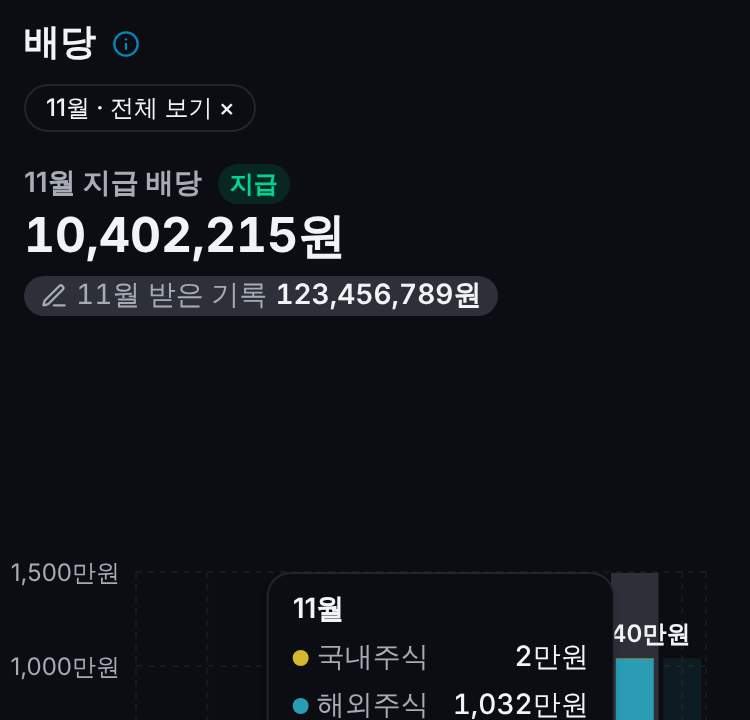 배당
11월 · 전체 보기 ×
11월 지급 배당 지급
10,402,215원
11월 받은 기록 123,456,789원
1,500만원
11월
40만원
국내주식 2만원
1,000만원
해외주식 1,032만원